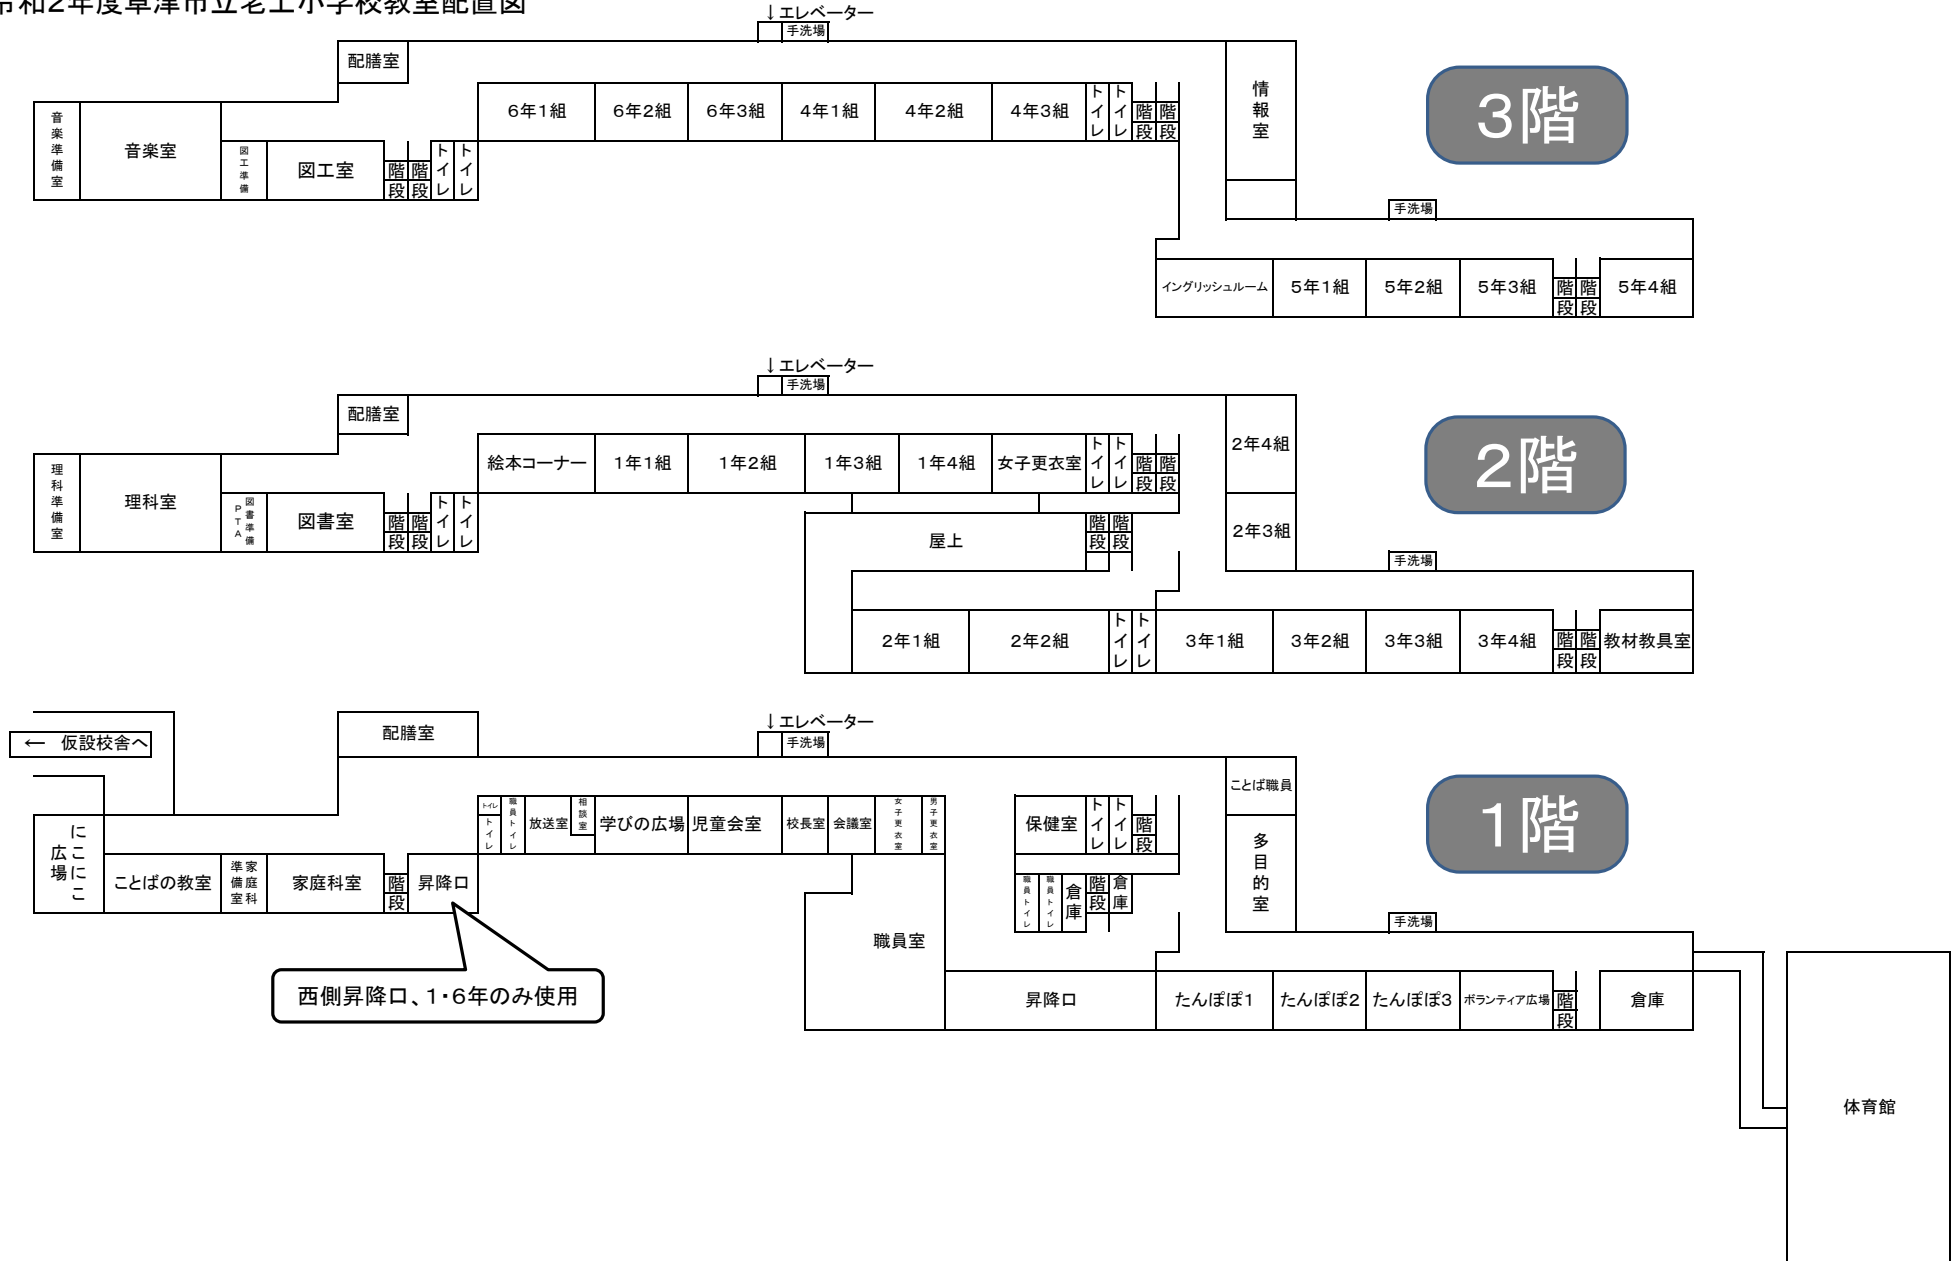 令和2年度草津市立老上小学校教室配置図
↓エレベーター
手洗場
配膳室
3階
音楽準備室
音楽室
図工準備
図工室
階段
階段
トイレ
トイレ
6年1組
6年2組
6年3組
4年1組
4年2組
4年3組
トイレ
トイレ
階段
階段
情報室
手洗場
イングリッシュルーム
5年1組
5年2組
5年3組
階段
階段
5年4組
↓エレベーター
手洗場
配膳室
2階
理科準備室
理科室
図書準備
PTA
図書室
階段
階段
トイレ
トイレ
絵本コーナー
1年1組
1年2組
1年3組
1年4組
女子更衣室
トイレ
トイレ
階段
階段
2年4組
2年3組
屋上
階段
階段
手洗場
2年1組
2年2組
トイレ
トイレ
3年1組
3年2組
3年3組
3年4組
階段
階段
教材教具室
← 仮設校舎へ
配膳室
↓エレベーター
手洗場
1階
にこにこ
広場
ことばの教室
家庭科
準備室
家庭科室
階段
昇降口
トイレ
トイレ
職員トイレ
放送室
相談室
学びの広場
児童会室
校長室
会議室
女子更衣室
男子更衣室
保健室
トイレ
トイレ
階段
ことば職員
多目的室
職員トイレ
職員トイレ
倉庫
階段
倉庫
手洗場
職員室
昇降口
たんぽぽ1
たんぽぽ2
たんぽぽ3
ボランティア広場
階段
倉庫
西側昇降口、1・6年のみ使用
体育館